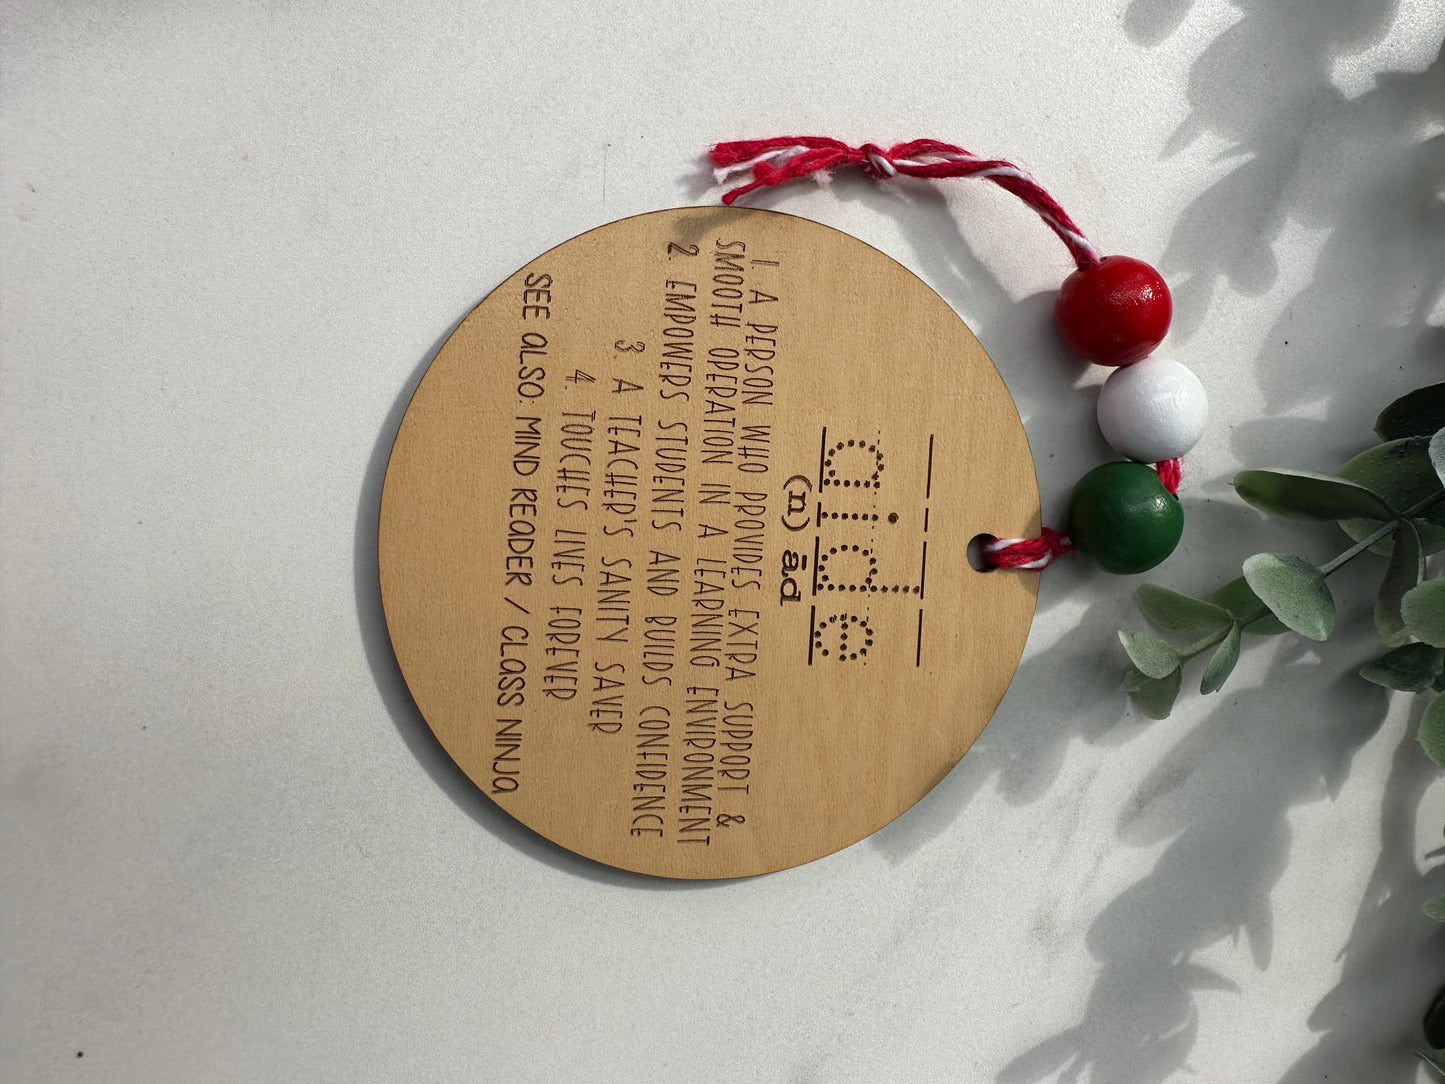 aide
(n) ād
1. A PERSON WHO PROVIDES EXTRA SUPPORT &
SMOOTH OPERATION IN A LEARNING ENVIRONMENT
2. EMPOWERS STUDENTS AND BUILDS CONFIDENCE
3. A TEACHER'S SANITY SAVER
4. TOUCHES LIVES FOREVER
SEE ALSO: MIND READER / CLASS NINJA